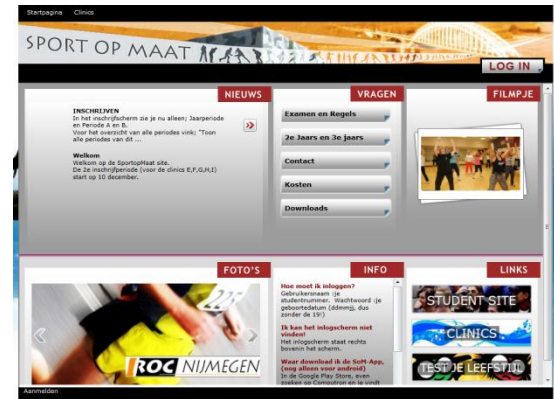 Startpagina Clinics
SPORT OP MAAT
LOG IN
NIEUWS
INSCHRIJVEN
In het inschrijfscherm zie je nu alleen; Jaarperiode
en Periode A en B.
Voor het overzicht van alle periodes vink; "Toon
alle periodes van dit ...
Welkom
Welkom op de SportopMaat site.
De 2e inschrijfperiode (voor de clinics E,F,G,H,I)
start op 10 december.
VRAGEN
Examen en Regels
2e Jaars en 3e jaars
Contact
Kosten
Downloads
FILMPJE
FOTO'S
223
ROC NIJMEGEN
INFO
Hoe moet ik inloggen?
Gebruikersnaam :je
studentnummer. Wachtwoord :je
geboortedatum (ddmmjj, dus
zonder de 19!)
Ik kan het inlogscherm niet
vinden!
Het inlogscherm staat rechts
bovenin het scherm.
Waar download ik de SoM-App,
(nog alleen voor android)
In de Google Play Store, even
zoeken op Computron en je vindt
LINKS
STUDENT SITE
CLINICS
TEST JE LEEFSTIJL
Aanmelden